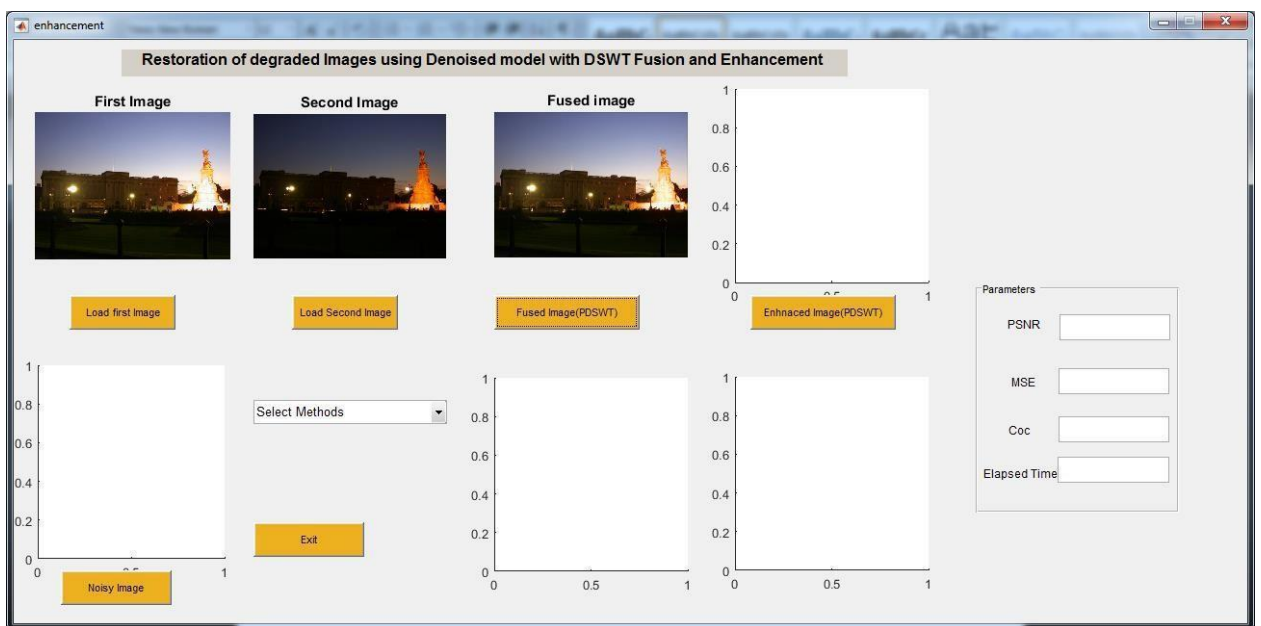 enhancement
Restoration of degraded Images using Denoised model with DSWT Fusion and Enhancement
First Image
Second Image
Fused image
1
0.8
0.6
0.4
0.2
0
0
1
Load first Image
Load Second Image
Fused Image(PDSWT)
Enhnaced Image(PDSWT)
Parameters
PSNR
MSE
Coc
Elapsed Time
1
0.8
0.6
0.4
0.2
0
0
1
Noisy Image
Select Methods
Exit
1
0.8
0.6
0.4
0.2
0
0
0.5
1
1
0.8
0.6
0.4
0.2
0
0
0.5
1